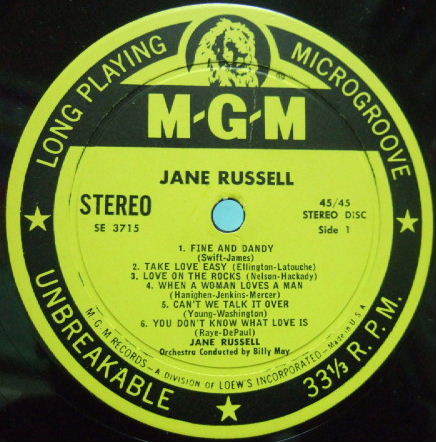 LONG PLAYING
MICROGROOVE
M-G-M
JANE RUSSELL
STEREO
SE 3715
45/45
STEREO DISC
Side 1
1. FINE AND DANDY
(Swift-James)
2. TAKE LOVE EASY (Ellington-Latouche)
3. LOVE ON THE ROCKS (Nelson-Hackady)
4. WHEN A WOMAN LOVES A MAN
(Hanighen-Jenkins-Mercer)
5. CAN'T WE TALK IT OVER
(Young-Washington)
6. YOU DON'T KNOW WHAT LOVE IS
(Raye-DePaul)
JANE RUSSELL
Orchestra Conducted by Billy May
M.G.M RECORDS—A DIVISION OF LOEW'S INCORPORATED—Made in U.S.A.
UNBREAKABLE
33⅓ R.P.M.